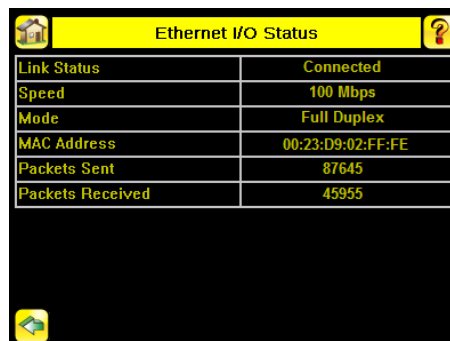 Ethernet I/O Status
?
Link Status Connected
Speed 100 Mbps
Mode Full Duplex
MAC Address 00:23:D9:02:FF:FE
Packets Sent 87645
Packets Received 45955